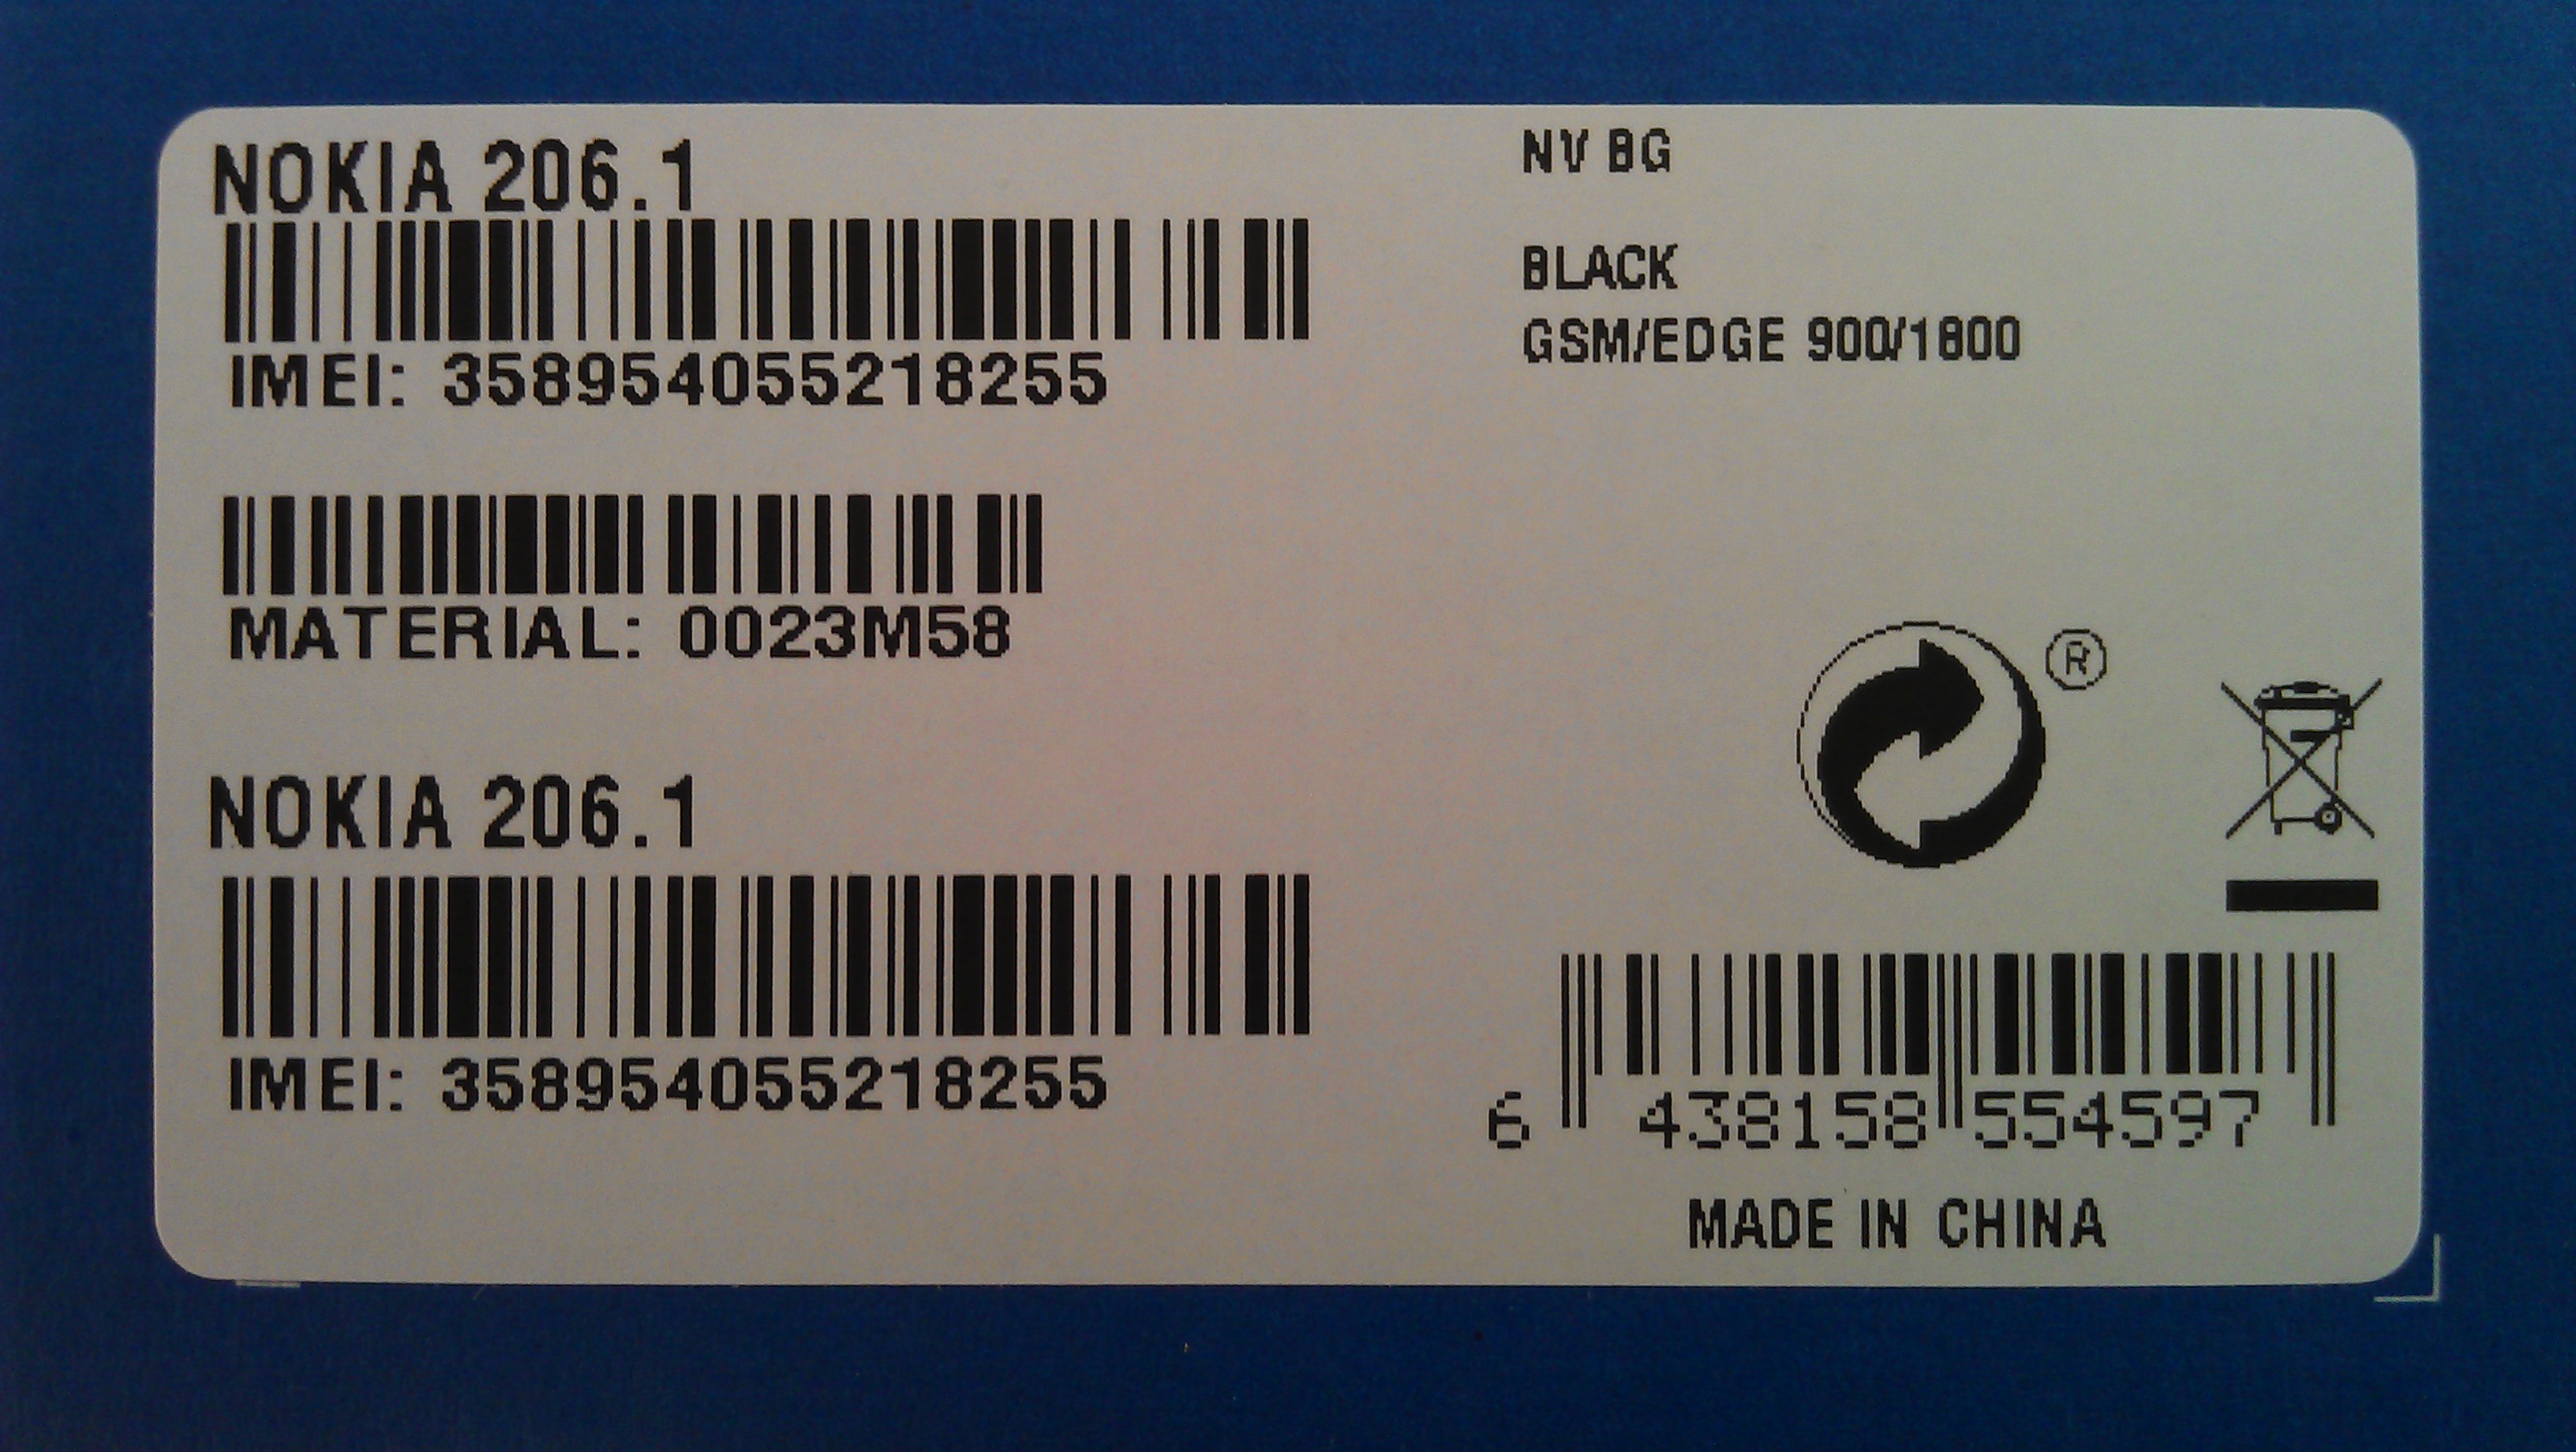 NOKIA 206.1
IMEI: 358954055218255
MATERIAL: 0023M58
NOKIA 206.1
IMEI: 358954055218255
NV BG
BLACK
GSM/EDGE 900/1800
®
6 438158 554597
MADE IN CHINA